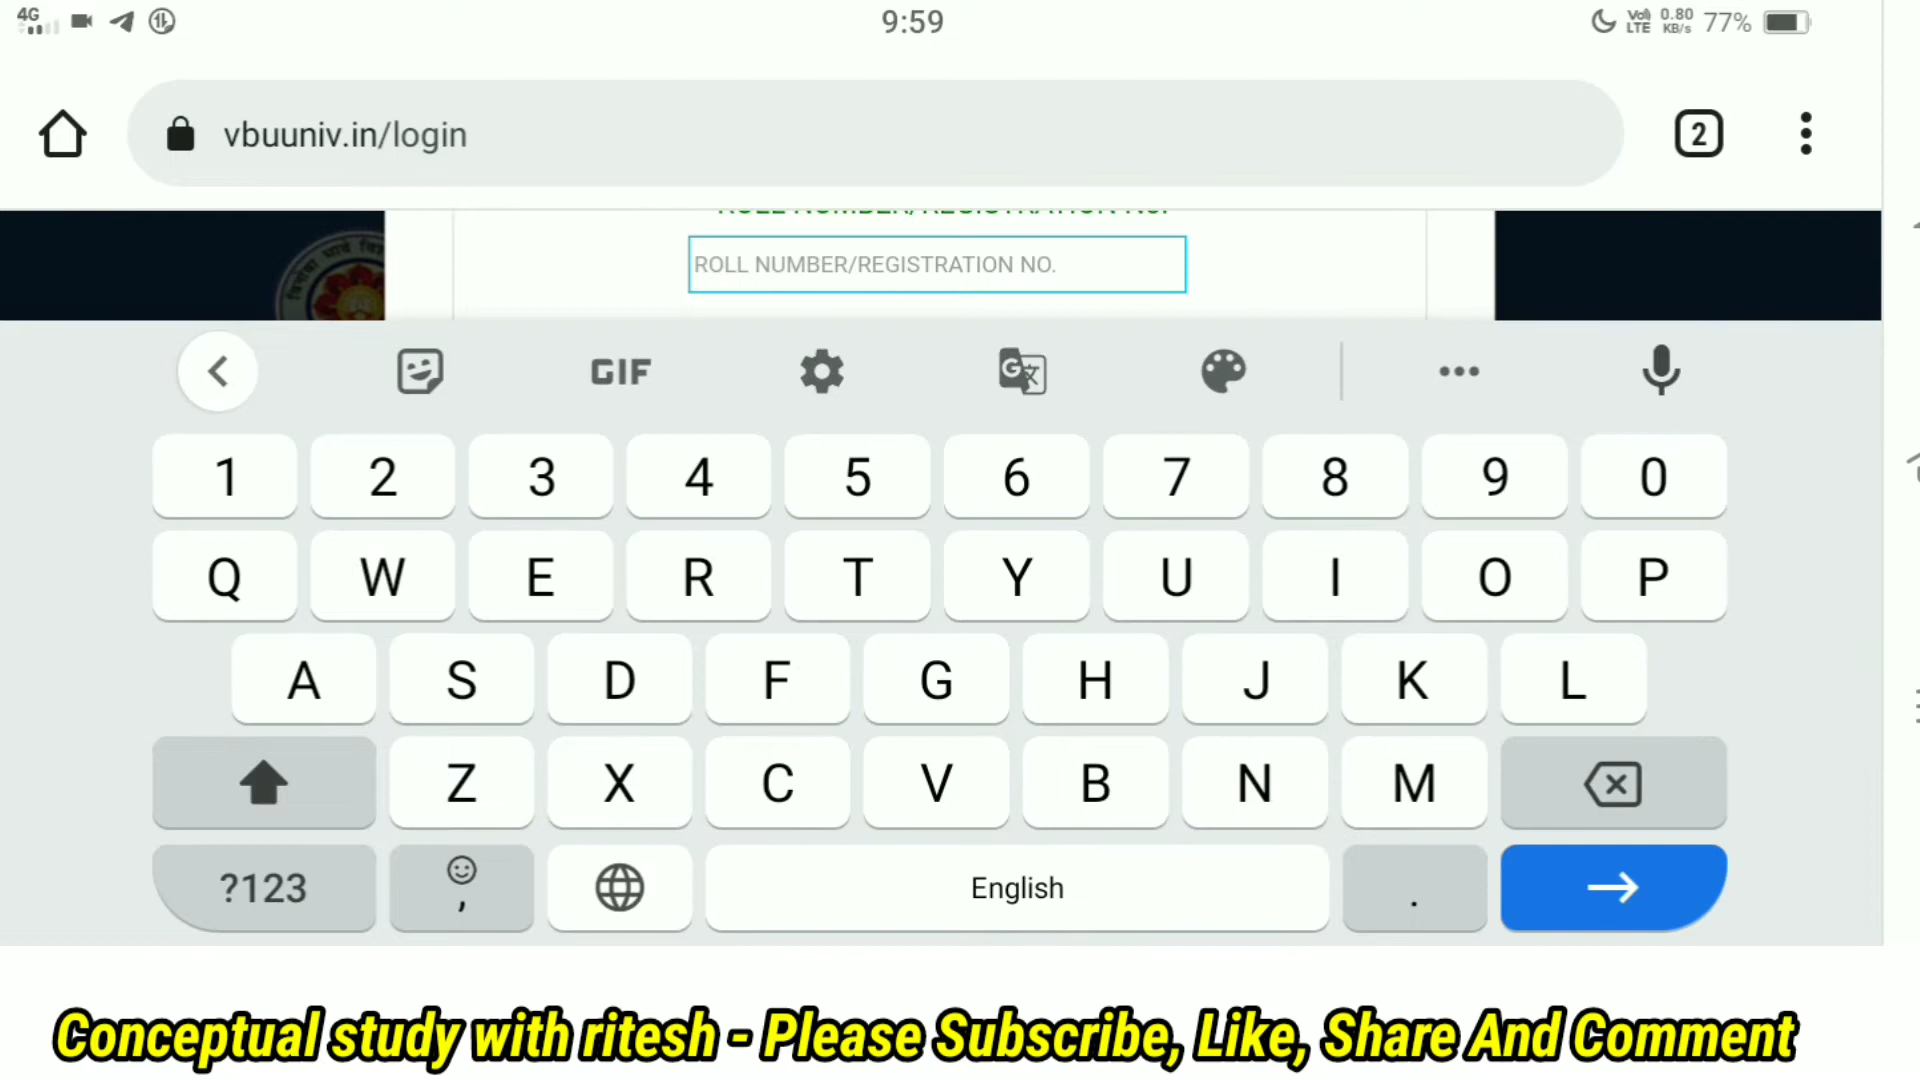 4G
9:59
Vo) LTE
0.80 KB/s
77%
vbuuniv.in/login
2
ROLL NUMBER/REGISTRATION NO.
ROLL NUMBER/REGISTRATION NO.
GIF
1 2 3 4 5 6 7 8 9 0
Q W E R T Y U I O P
A S D F G H J K L
Z X C V B N M
?123 , English .
Conceptual study with ritesh - Please Subscribe, Like, Share And Comment